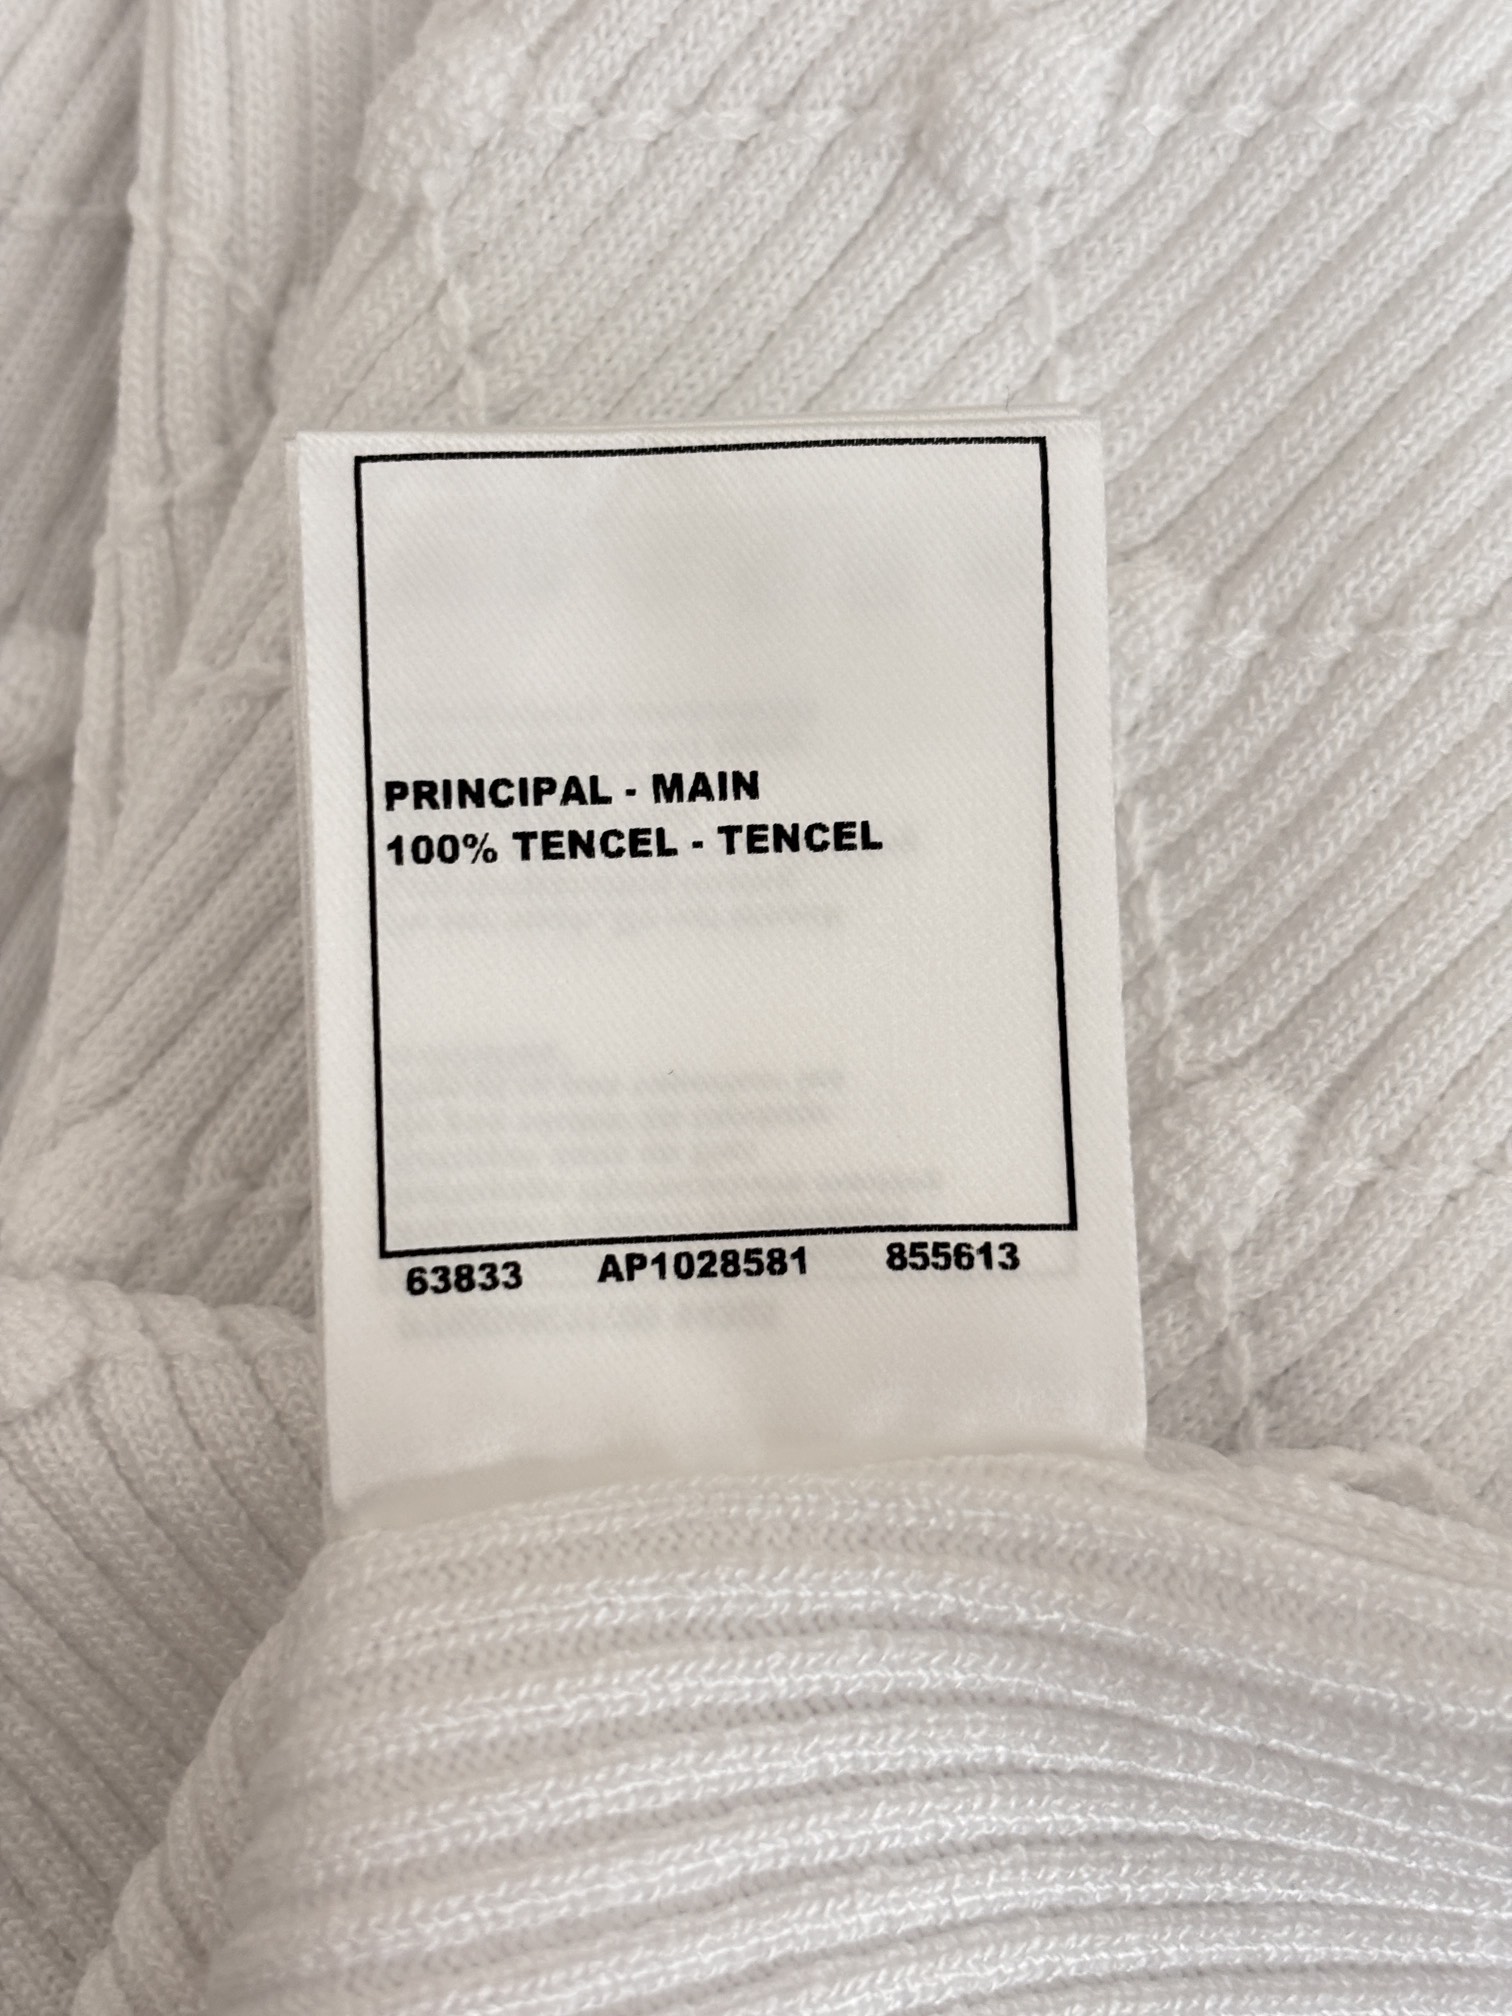 PRINCIPAL - MAIN
100% TENCEL - TENCEL
63833 AP1028581 855613